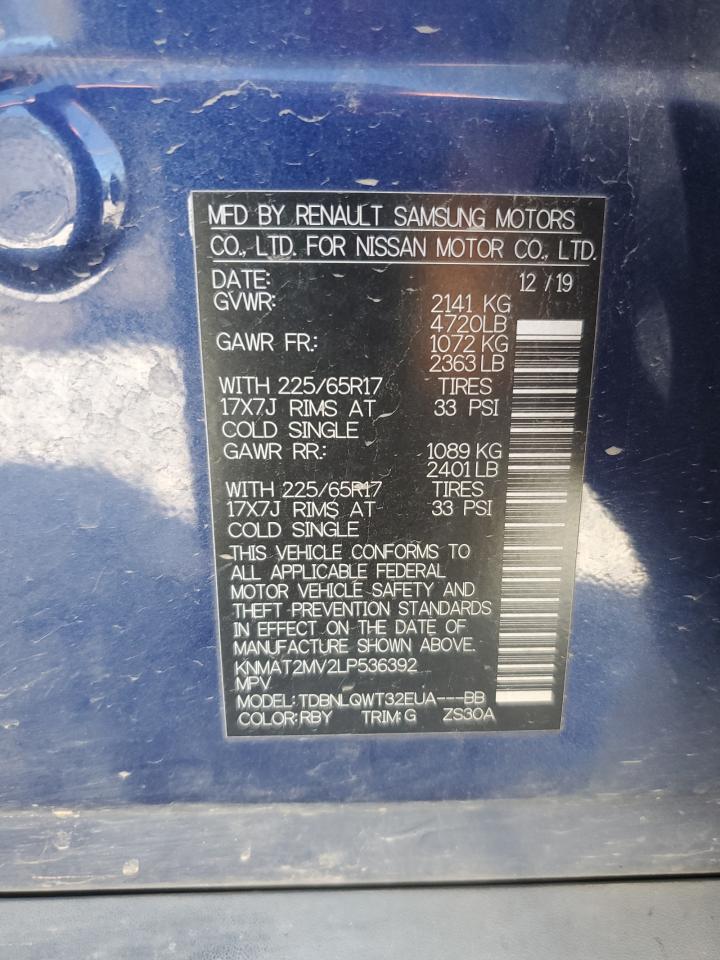 MFD BY RENAULT SAMSUNG MOTORS
CO., LTD. FOR NISSAN MOTOR CO., LTD.
DATE: 12 / 19
GVWR: 2141 KG
4720LB
GAWR FR.: 1072 KG
2363 LB
WITH 225/65R17 TIRES
17X7J RIMS AT 33 PSI
COLD SINGLE
GAWR RR.: 1089 KG
2401 LB
WITH 225/65R17 TIRES
17X7J RIMS AT 33 PSI
COLD SINGLE
THIS VEHICLE CONFORMS TO
ALL APPLICABLE FEDERAL
MOTOR VEHICLE SAFETY AND
THEFT PREVENTION STANDARDS
IN EFFECT ON THE DATE OF
MANUFACTURE SHOWN ABOVE.
KNMAT2MV2LP536392
MPV
MODEL: TDBNLQWT32EUA---BB
COLOR: RBY TRIM: G ZS30A